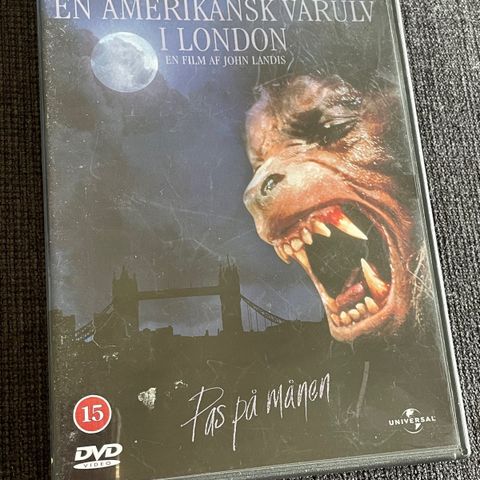 EN AMERIKANSK VARULV
I LONDON
EN FILM AF JOHN LANDIS
Pas på månen
15
DVD
VIDEO
UNIVERSAL